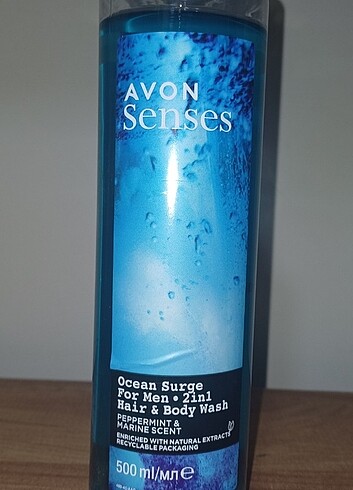 AVON
Senses
Ocean Surge
For Men • 2in1
Hair & Body Wash
PEPPERMINT &
MARINE SCENT
ENRICHED WITH NATURAL EXTRACTS
RECYCLABLE PACKAGING
500 ml/мл℮